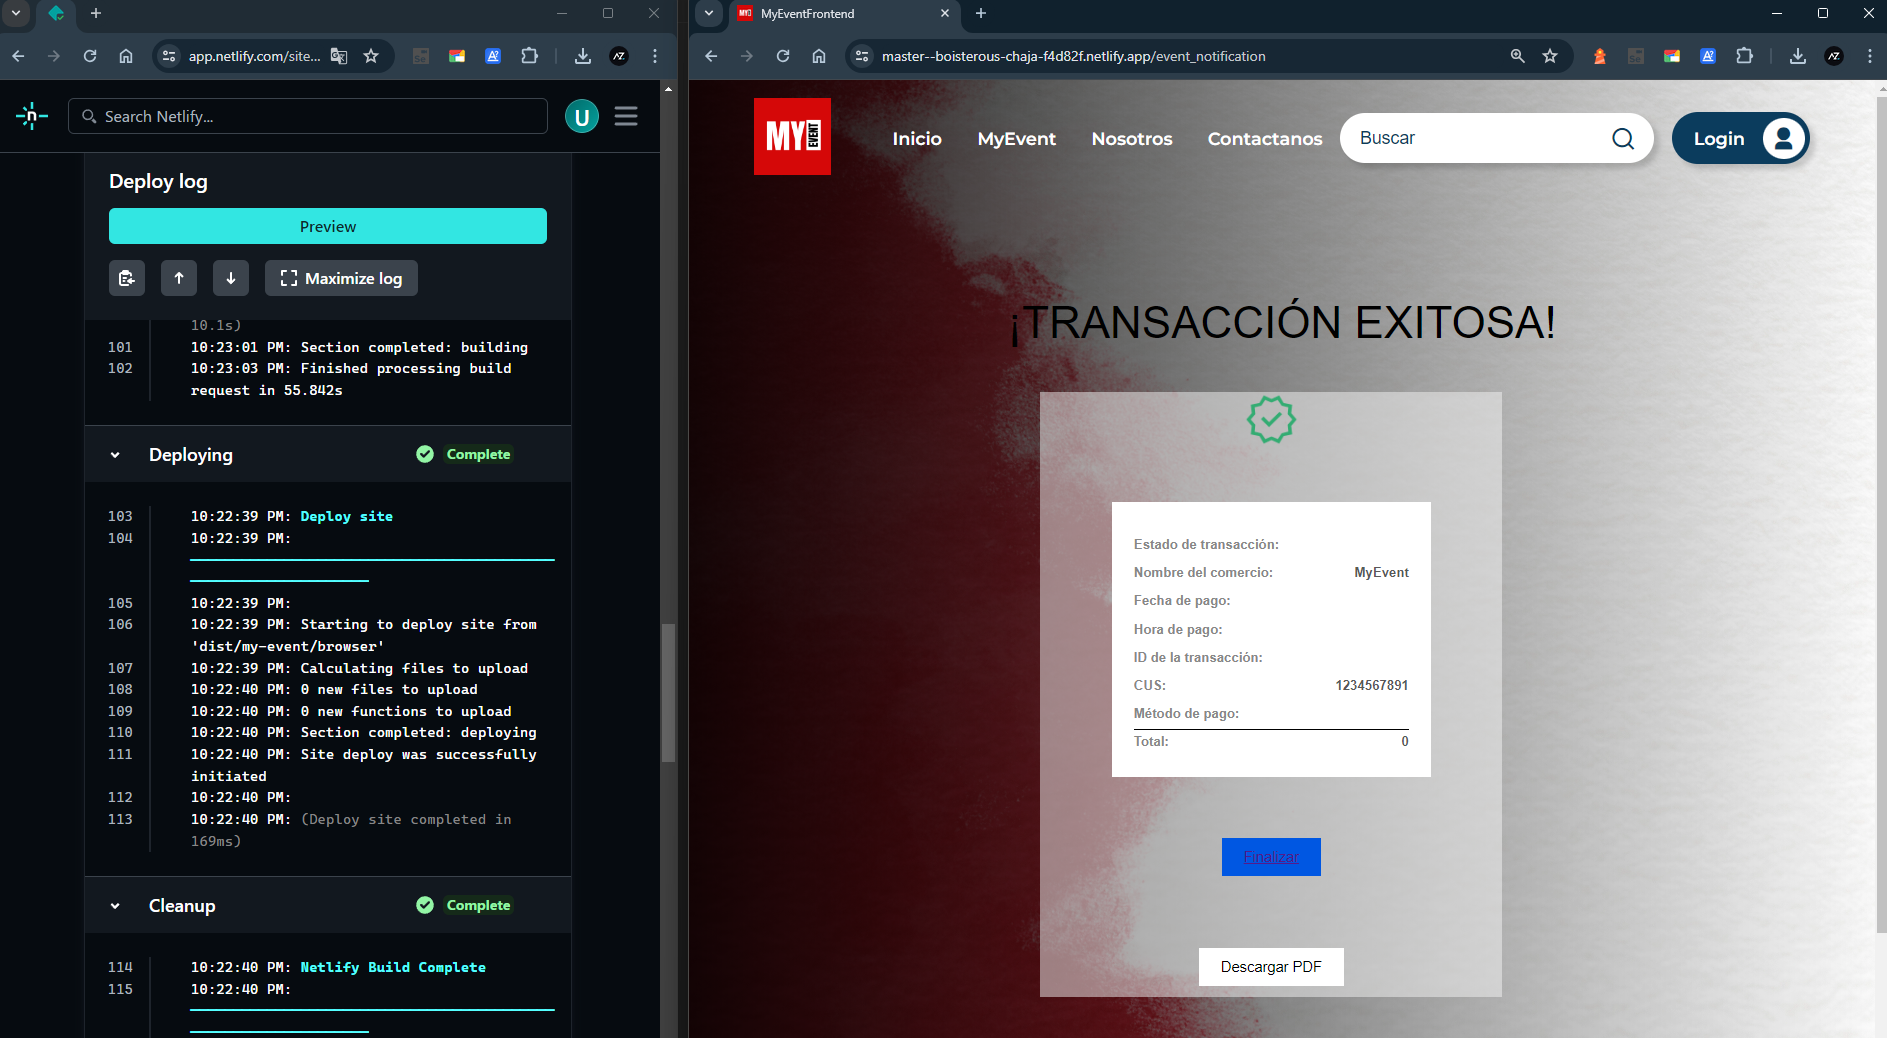 app.netlify.com/site...
Search Netlify...
U
Deploy log
Preview
Maximize log
10.1s)
101 10:23:01 PM: Section completed: building
102 10:23:03 PM: Finished processing build
request in 55.842s
Deploying Complete
103 10:22:39 PM: Deploy site
104 10:22:39 PM:
105 10:22:39 PM:
106 10:22:39 PM: Starting to deploy site from
'dist/my-event/browser'
107 10:22:39 PM: Calculating files to upload
108 10:22:40 PM: 0 new files to upload
109 10:22:40 PM: 0 new functions to upload
110 10:22:40 PM: Section completed: deploying
111 10:22:40 PM: Site deploy was successfully
initiated
112 10:22:40 PM:
113 10:22:40 PM: (Deploy site completed in
169ms)
Cleanup Complete
114 10:22:40 PM: Netlify Build Complete
115 10:22:40 PM:
MyEventFrontend
master--boisterous-chaja-f4d82f.netlify.app/event_notification
MY EVENT
Inicio MyEvent Nosotros Contactanos Buscar Login
¡TRANSACCIÓN EXITOSA!
Estado de transacción:
Nombre del comercio: MyEvent
Fecha de pago:
Hora de pago:
ID de la transacción:
CUS: 1234567891
Método de pago:
Total: 0
Finalizar
Descargar PDF